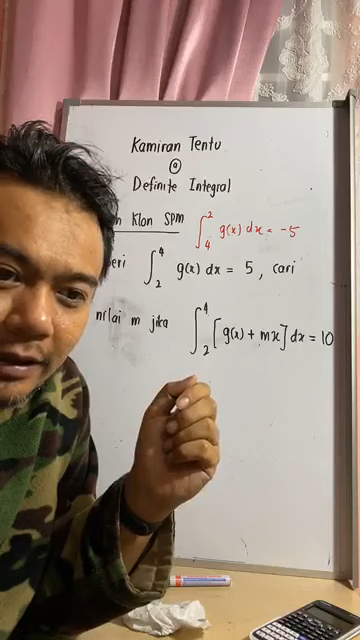 Kamiran Tentu
@
Definite Integral
Klon SPM
∫₄² g(x) dx = -5
∫₂⁴ g(x) dx = 5 , cari
nilai m jika ∫₂⁴ [g(x) + mx] dx = 10